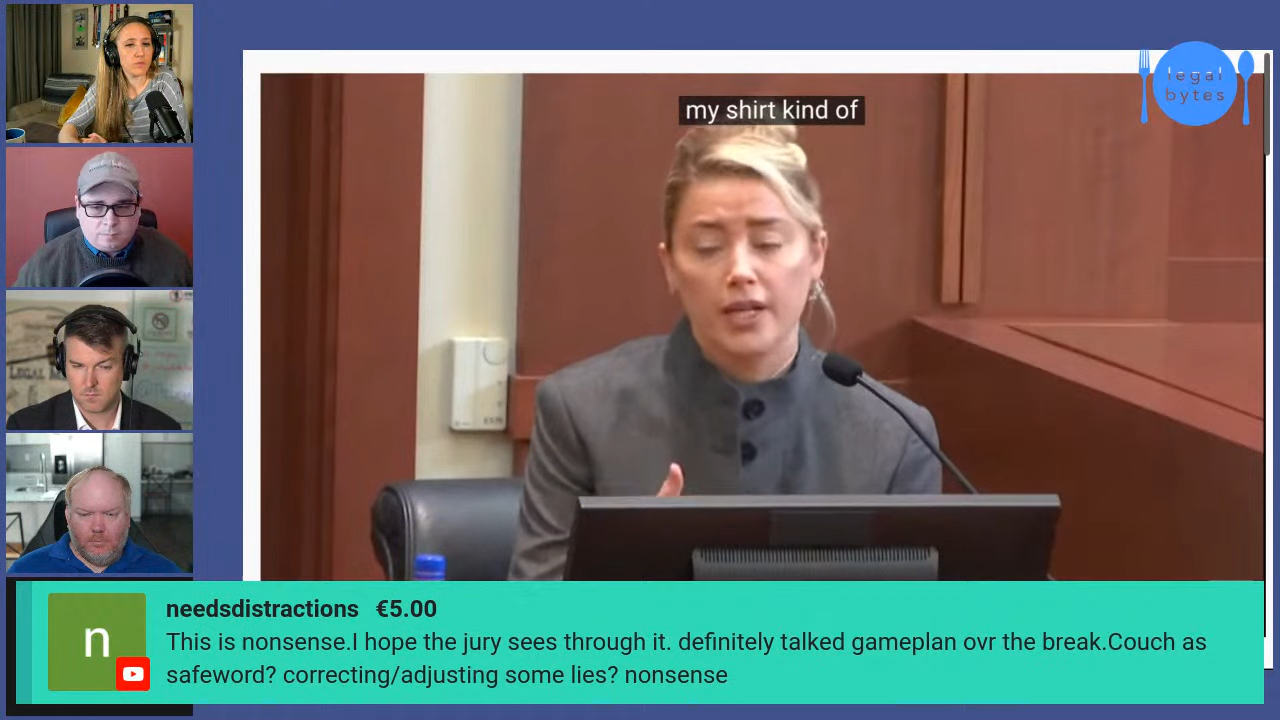 my shirt kind of
legal
bytes
needsdistractions €5.00
This is nonsense.I hope the jury sees through it. definitely talked gameplan ovr the break.Couch as
safeword? correcting/adjusting some lies? nonsense
n